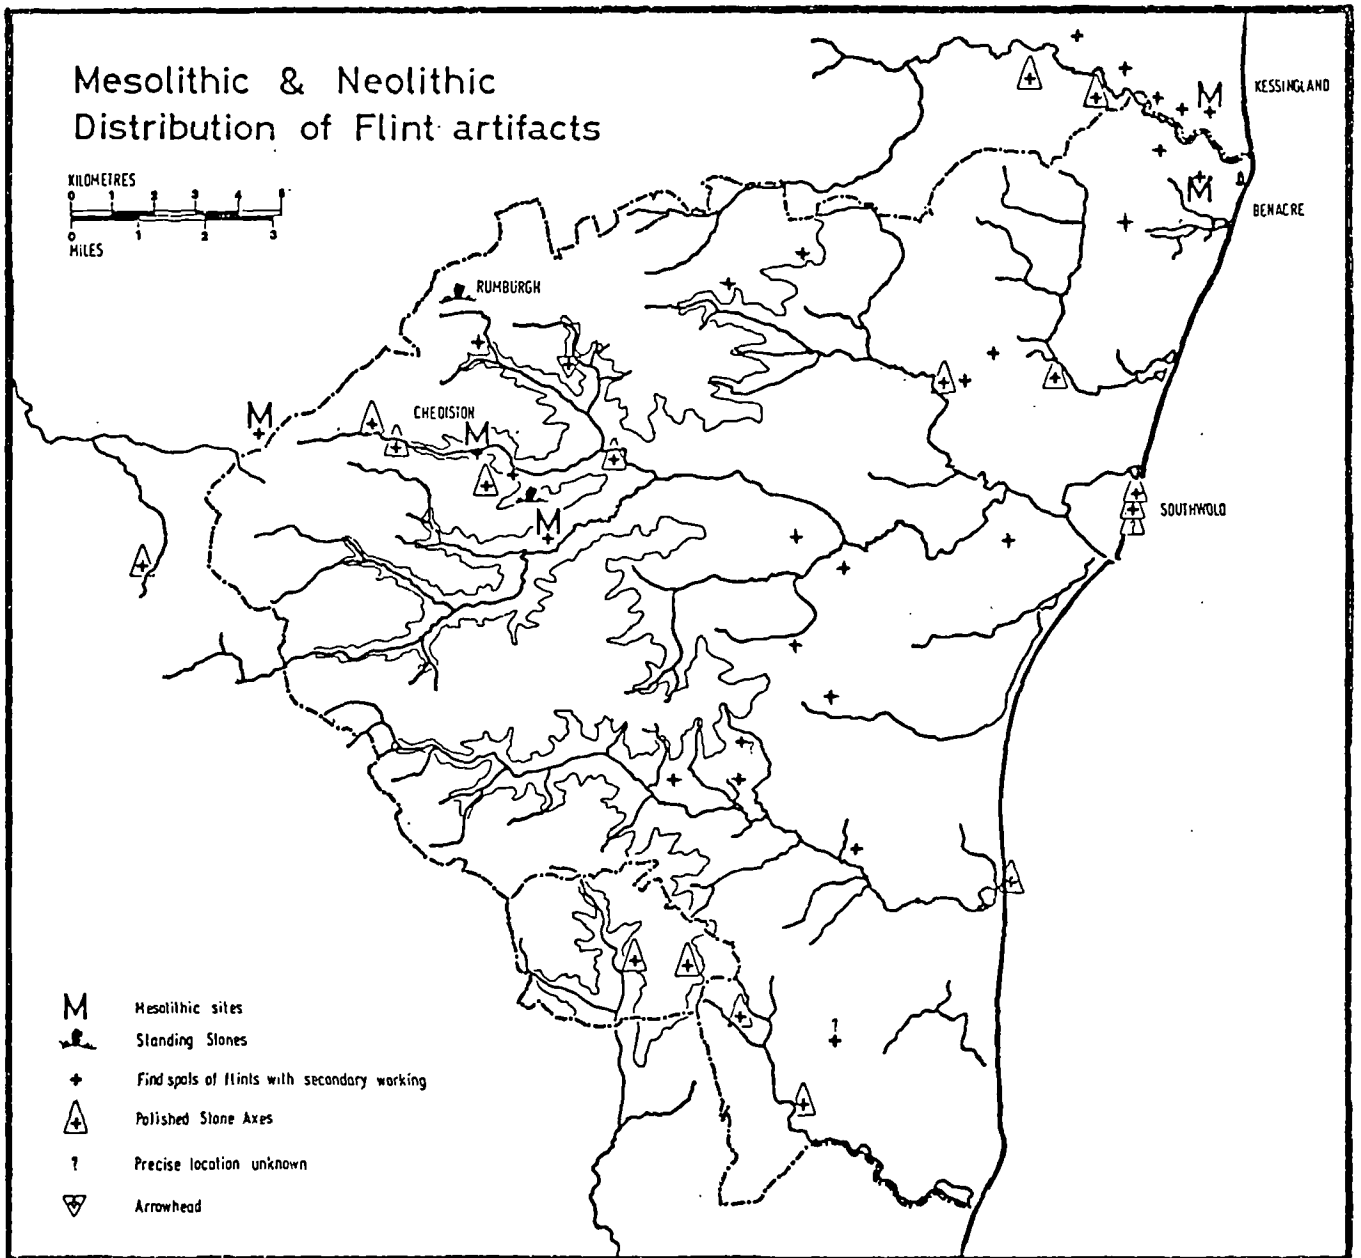 Mesolithic & Neolithic
Distribution of Flint artifacts
KILOMETRES
0 1 2 3 4 5
0 1 2 3
MILES
KESSINGLAND
M
M
BENACRE
RUMBURGH
M
CHEDISTON
M
M
SOUTHWOLD
?
?
?
M Mesolithic sites
Standing Stones
Find spots of flints with secondary working
Polished Stone Axes
? Precise location unknown
Arrowhead